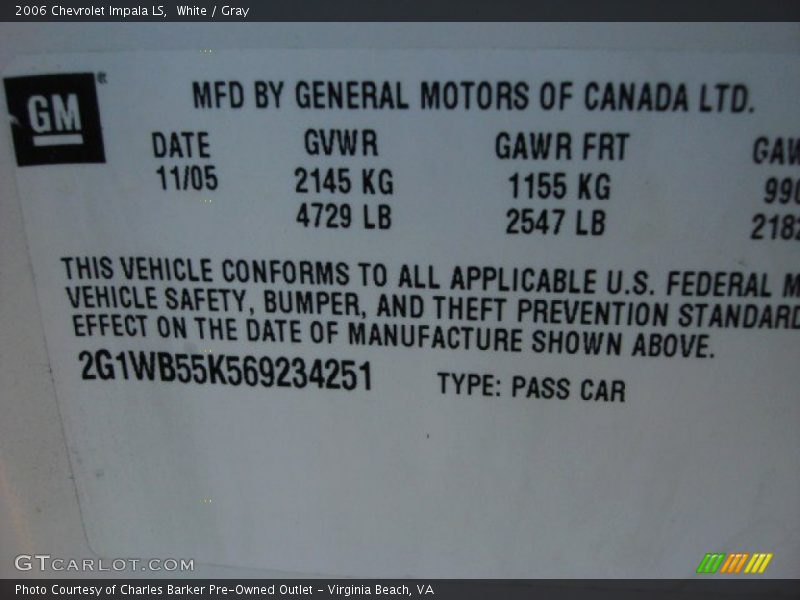 2006 Chevrolet Impala LS,  White / Gray
GM®
MFD BY GENERAL MOTORS OF CANADA LTD.
DATE GVWR GAWR FRT
11/05 2145 KG 1155 KG
4729 LB 2547 LB 2182
THIS VEHICLE CONFORMS TO ALL APPLICABLE U.S. FEDERAL M
VEHICLE SAFETY, BUMPER, AND THEFT PREVENTION STANDARD
EFFECT ON THE DATE OF MANUFACTURE SHOWN ABOVE.
2G1WB55K569234251 TYPE: PASS CAR
GTCARLOT.COM
Photo Courtesy of Charles Barker Pre-Owned Outlet - Virginia Beach, VA